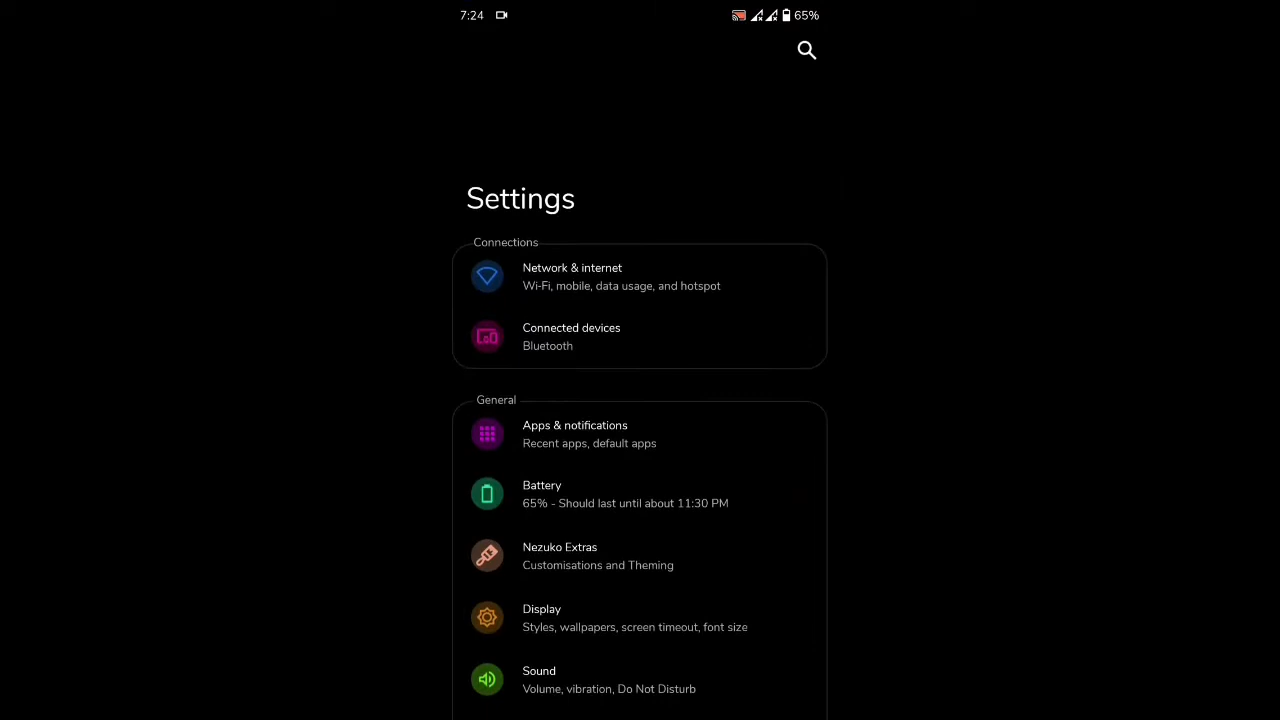 7:24
65%
Settings
Connections
Network & internet
Wi-Fi, mobile, data usage, and hotspot
Connected devices
Bluetooth
General
Apps & notifications
Recent apps, default apps
Battery
65% - Should last until about 11:30 PM
Nezuko Extras
Customisations and Theming
Display
Styles, wallpapers, screen timeout, font size
Sound
Volume, vibration, Do Not Disturb